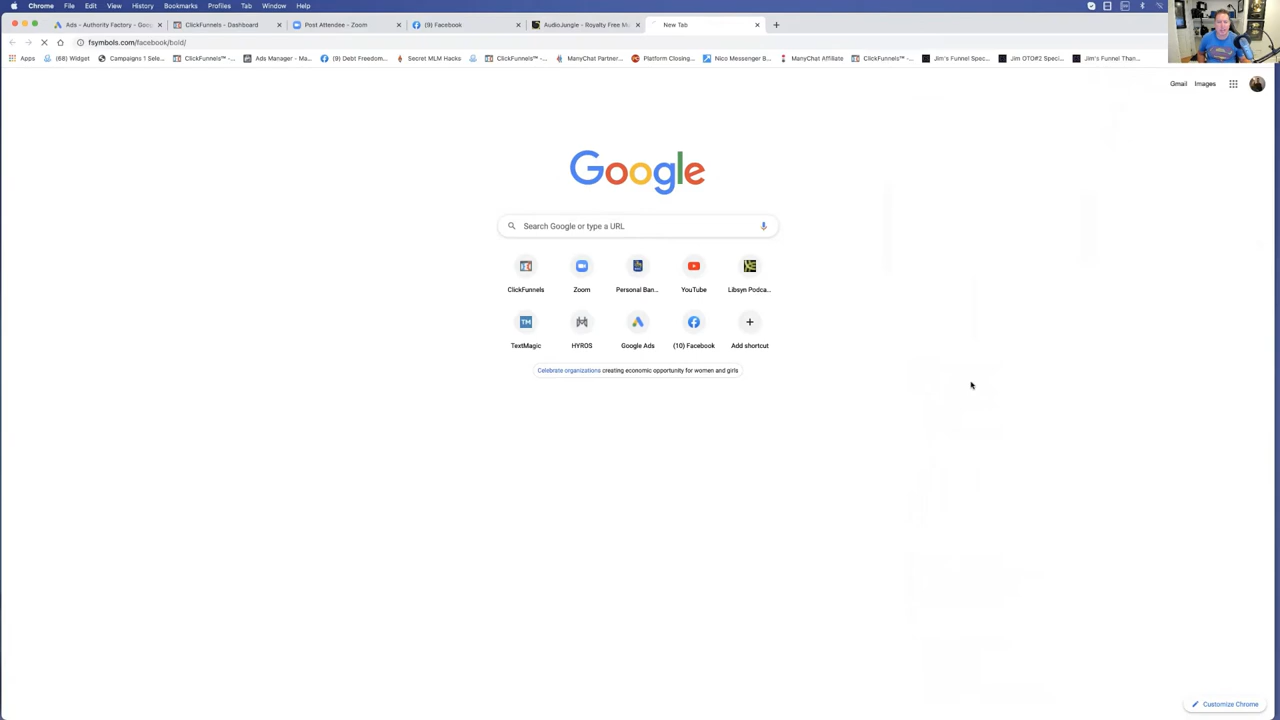 Chrome File Edit View History Bookmarks Profiles Tab Window Help
Ads - Authority Factory - Goo ClickFunnels - Dashboard Post Attendee - Zoom (9) Facebook AudioJungle - Royalty Free Mu New Tab
fsymbols.com/facebook/bold/
Apps (68) Widget Campaign 1 Selec... ClickFunnels™ -... Ads Manager - Ma... (9) Debt Freedom... Secret MLM Hacks ClickFunnels™ -... ManyChat Partner... Platform Closing... Nico Messenger B... ManyChat Affiliate ClickFunnels™ -... Jim's Funnel Spec... Jim OTO#2 Speci... Jim's Funnel Than...
Gmail Images
Google
Search Google or type a URL
ClickFunnels Zoom Personal Ban... YouTube Libsyn Podca...
TM
TextMagic HYROS Google Ads (10) Facebook Add shortcut
Celebrate organizations creating economic opportunity for women and girls
Customize Chrome